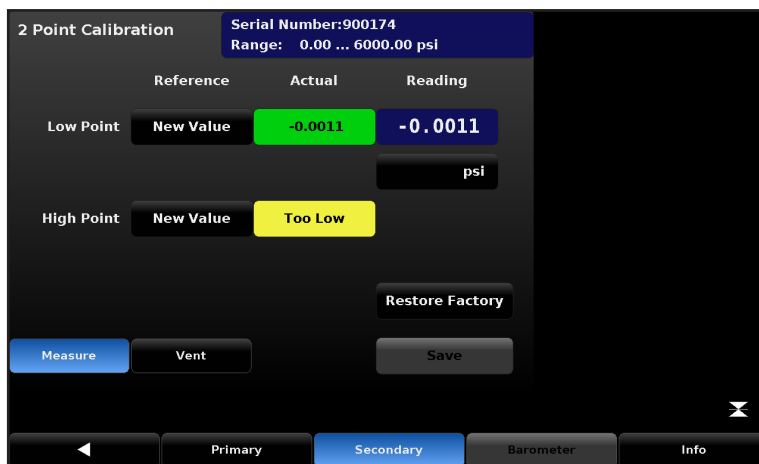 2 Point Calibration
Serial Number:900174
Range: 0.00 ... 6000.00 psi
Reference Actual Reading
Low Point New Value -0.0011 -0.0011
psi
High Point New Value Too Low
Restore Factory
Measure Vent Save
Primary Secondary Barometer Info